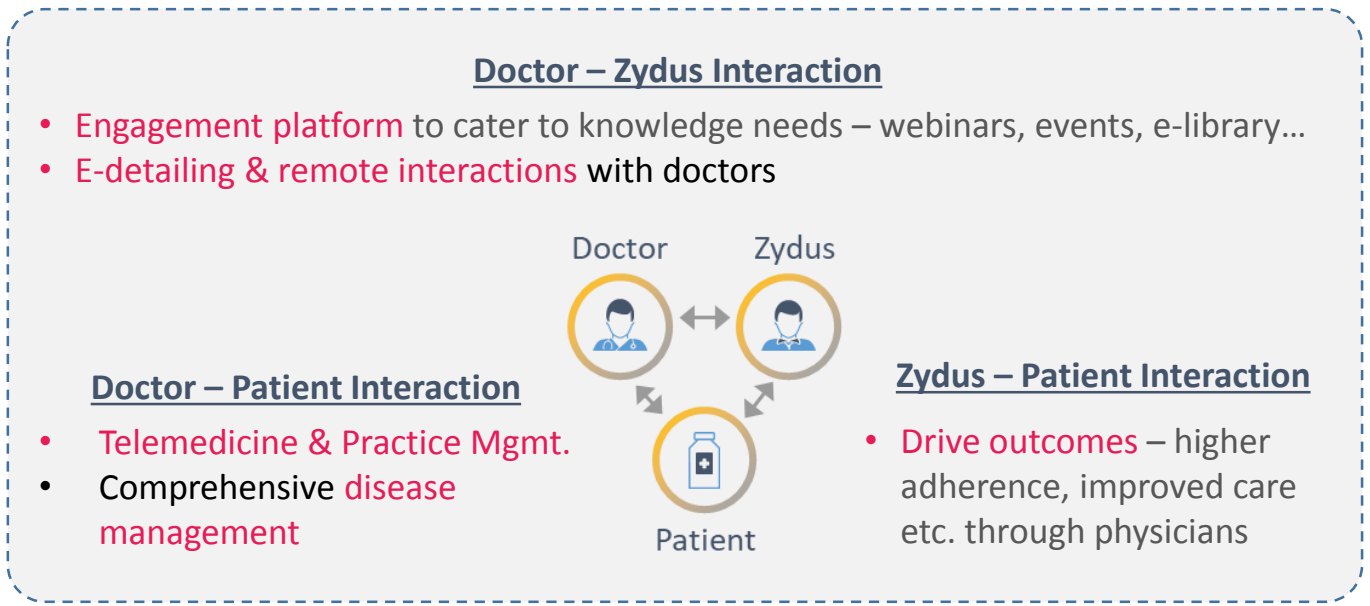 Doctor – Zydus Interaction
• Engagement platform to cater to knowledge needs – webinars, events, e-library…
• E-detailing & remote interactions with doctors
Doctor
Zydus
Doctor – Patient Interaction
• Telemedicine & Practice Mgmt.
• Comprehensive disease
management
Patient
Zydus – Patient Interaction
• Drive outcomes – higher
adherence, improved care
etc. through physicians